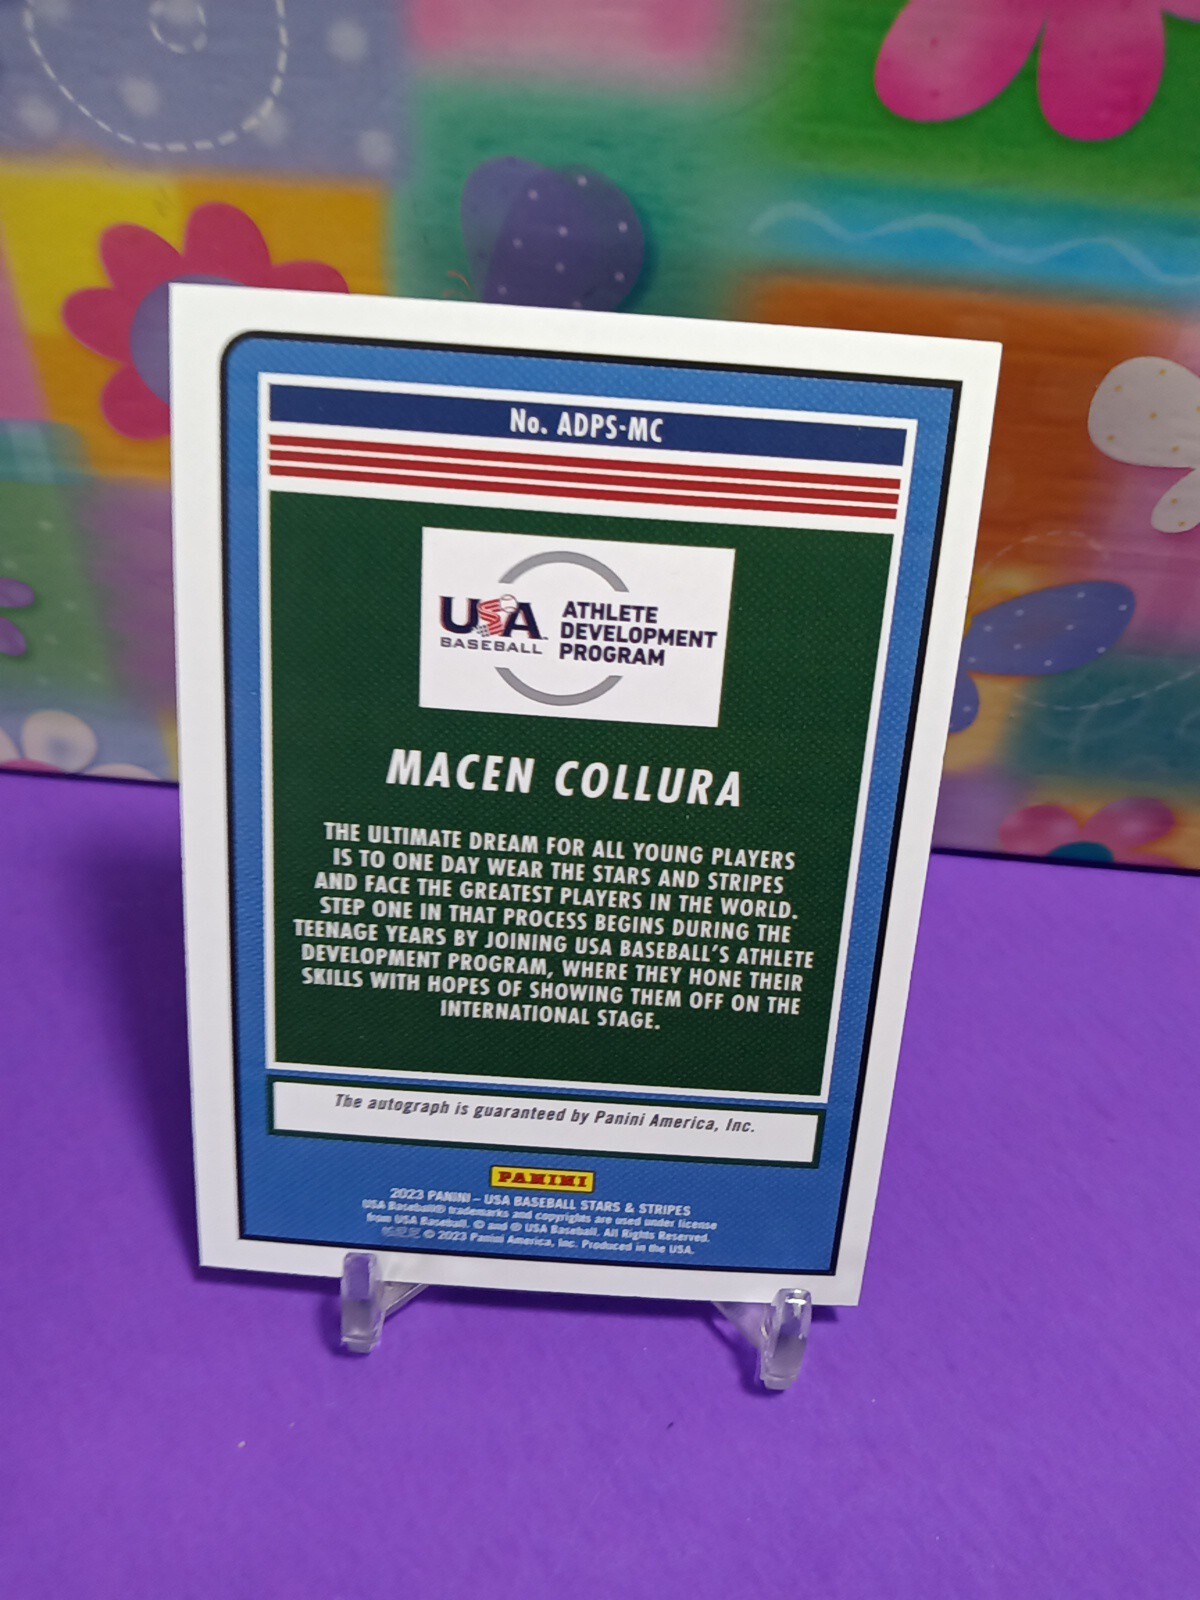 No. ADPS-MC
USA
BASEBALL
ATHLETE
DEVELOPMENT
PROGRAM
MACEN COLLURA
THE ULTIMATE DREAM FOR ALL YOUNG PLAYERS
IS TO ONE DAY WEAR THE STARS AND STRIPES
AND FACE THE GREATEST PLAYERS IN THE WORLD.
STEP ONE IN THAT PROCESS BEGINS DURING THE
TEENAGE YEARS BY JOINING USA BASEBALL'S ATHLETE
DEVELOPMENT PROGRAM, WHERE THEY HONE THEIR
SKILLS WITH HOPES OF SHOWING THEM OFF ON THE
INTERNATIONAL STAGE.
The autograph is guaranteed by Panini America, Inc.
PANINI
2023 PANINI – USA BASEBALL STARS & STRIPES
USA Baseball® trademarks and copyrights are used under license
from USA Baseball. © and ® USA Baseball. All Rights Reserved.
© 2023 Panini America, Inc. Produced in the USA.